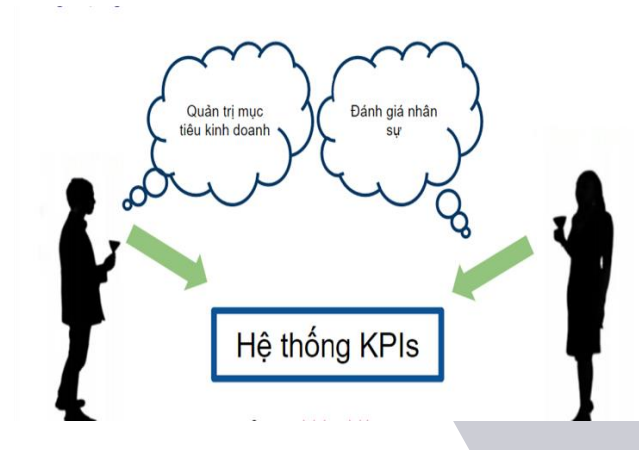 Quản trị mục
tiêu kinh doanh
Đánh giá nhân
sự
Hệ thống KPIs